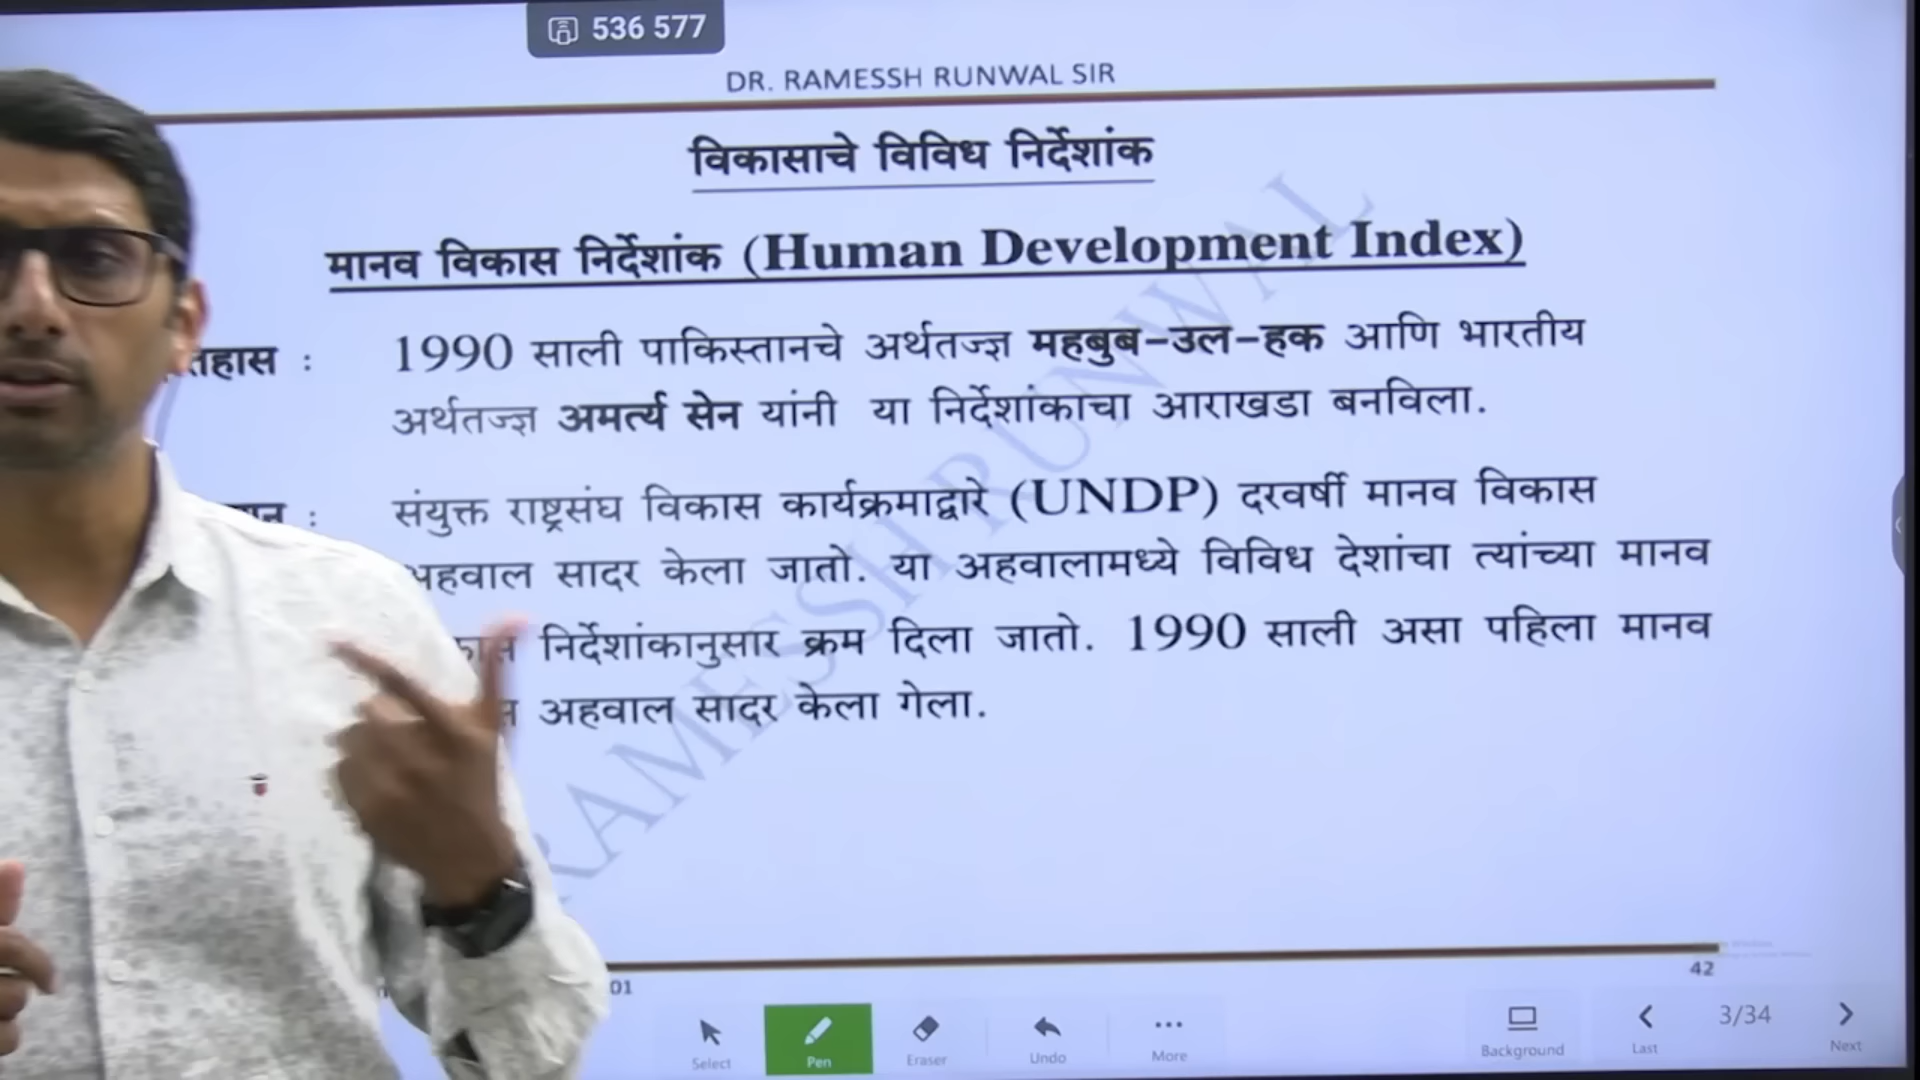 536 577
DR. RAMESSH RUNWAL SIR
विकासाचे विविध निर्देशांक
मानव विकास निर्देशांक (Human Development Index)
: 1990 साली पाकिस्तानचे अर्थतज्ज्ञ महबुब-उल-हक आणि भारतीय
अर्थतज्ज्ञ अमर्त्य सेन यांनी या निर्देशांकाचा आराखडा बनविला.
: संयुक्त राष्ट्रसंघ विकास कार्यक्रमाद्वारे (UNDP) दरवर्षी मानव विकास
सादर केला जातो. या अहवालामध्ये विविध देशांचा त्यांच्या मानव
निर्देशांकानुसार क्रम दिला जातो. 1990 साली असा पहिला मानव
अहवाल सादर केला गेला.
RAMESSH RUNWAL
01
42
Select
Pen
Eraser
Undo
More
Background
Last
3/34
Next